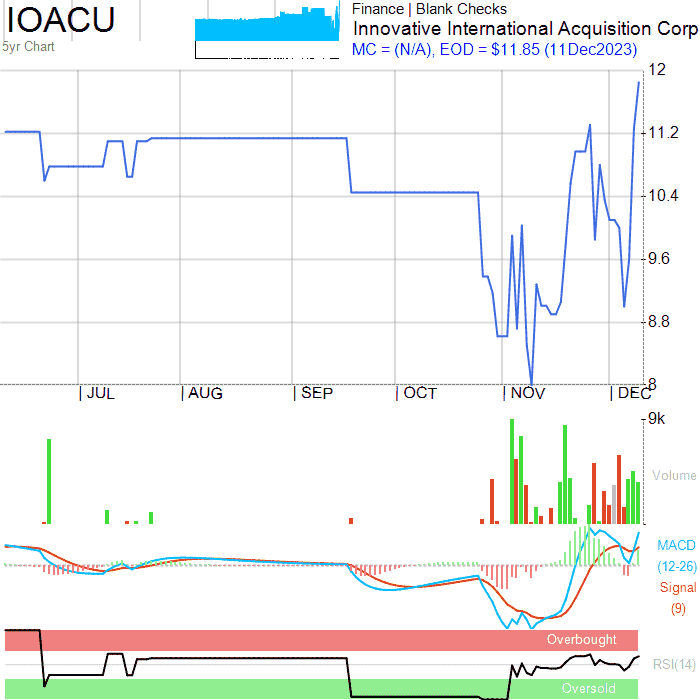 IOACU
5yr Chart
Finance | Blank Checks
Innovative International Acquisition Corp
MC = (N/A), EOD = $11.85 (11Dec2023)
12
11.2
10.4
9.6
8.8
8
| JUL | AUG | SEP | OCT | NOV | DEC
9k
Volume
MACD
(12-26)
Signal
(9)
Overbought
RSI(14)
Oversold